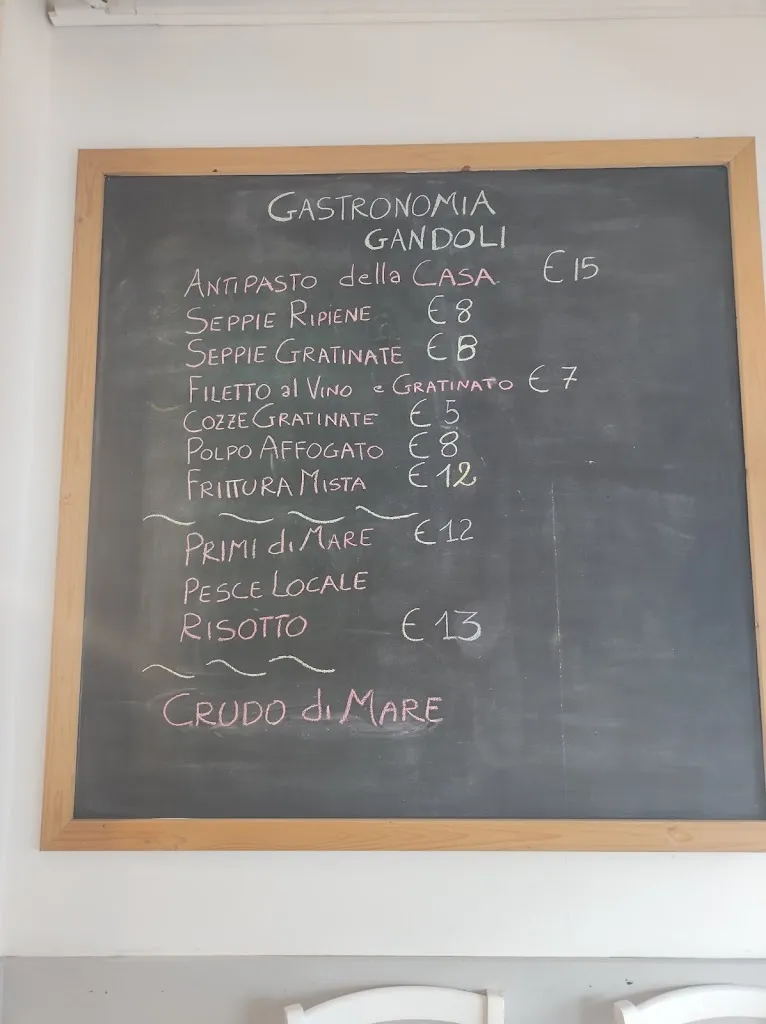 GASTRONOMIA
GANDOLI
ANTIPASTO della CASA € 15
SEPPIE RIPIENE € 8
SEPPIE GRATINATE € 8
FILETTO al VINO e GRATINATO € 7
COZZE GRATINATE € 5
POLPO AFFOGATO € 8
FRITTURA MISTA € 12
PRIMI di MARE € 12
PESCE LOCALE
RISOTTO € 13
CRUDO di MARE